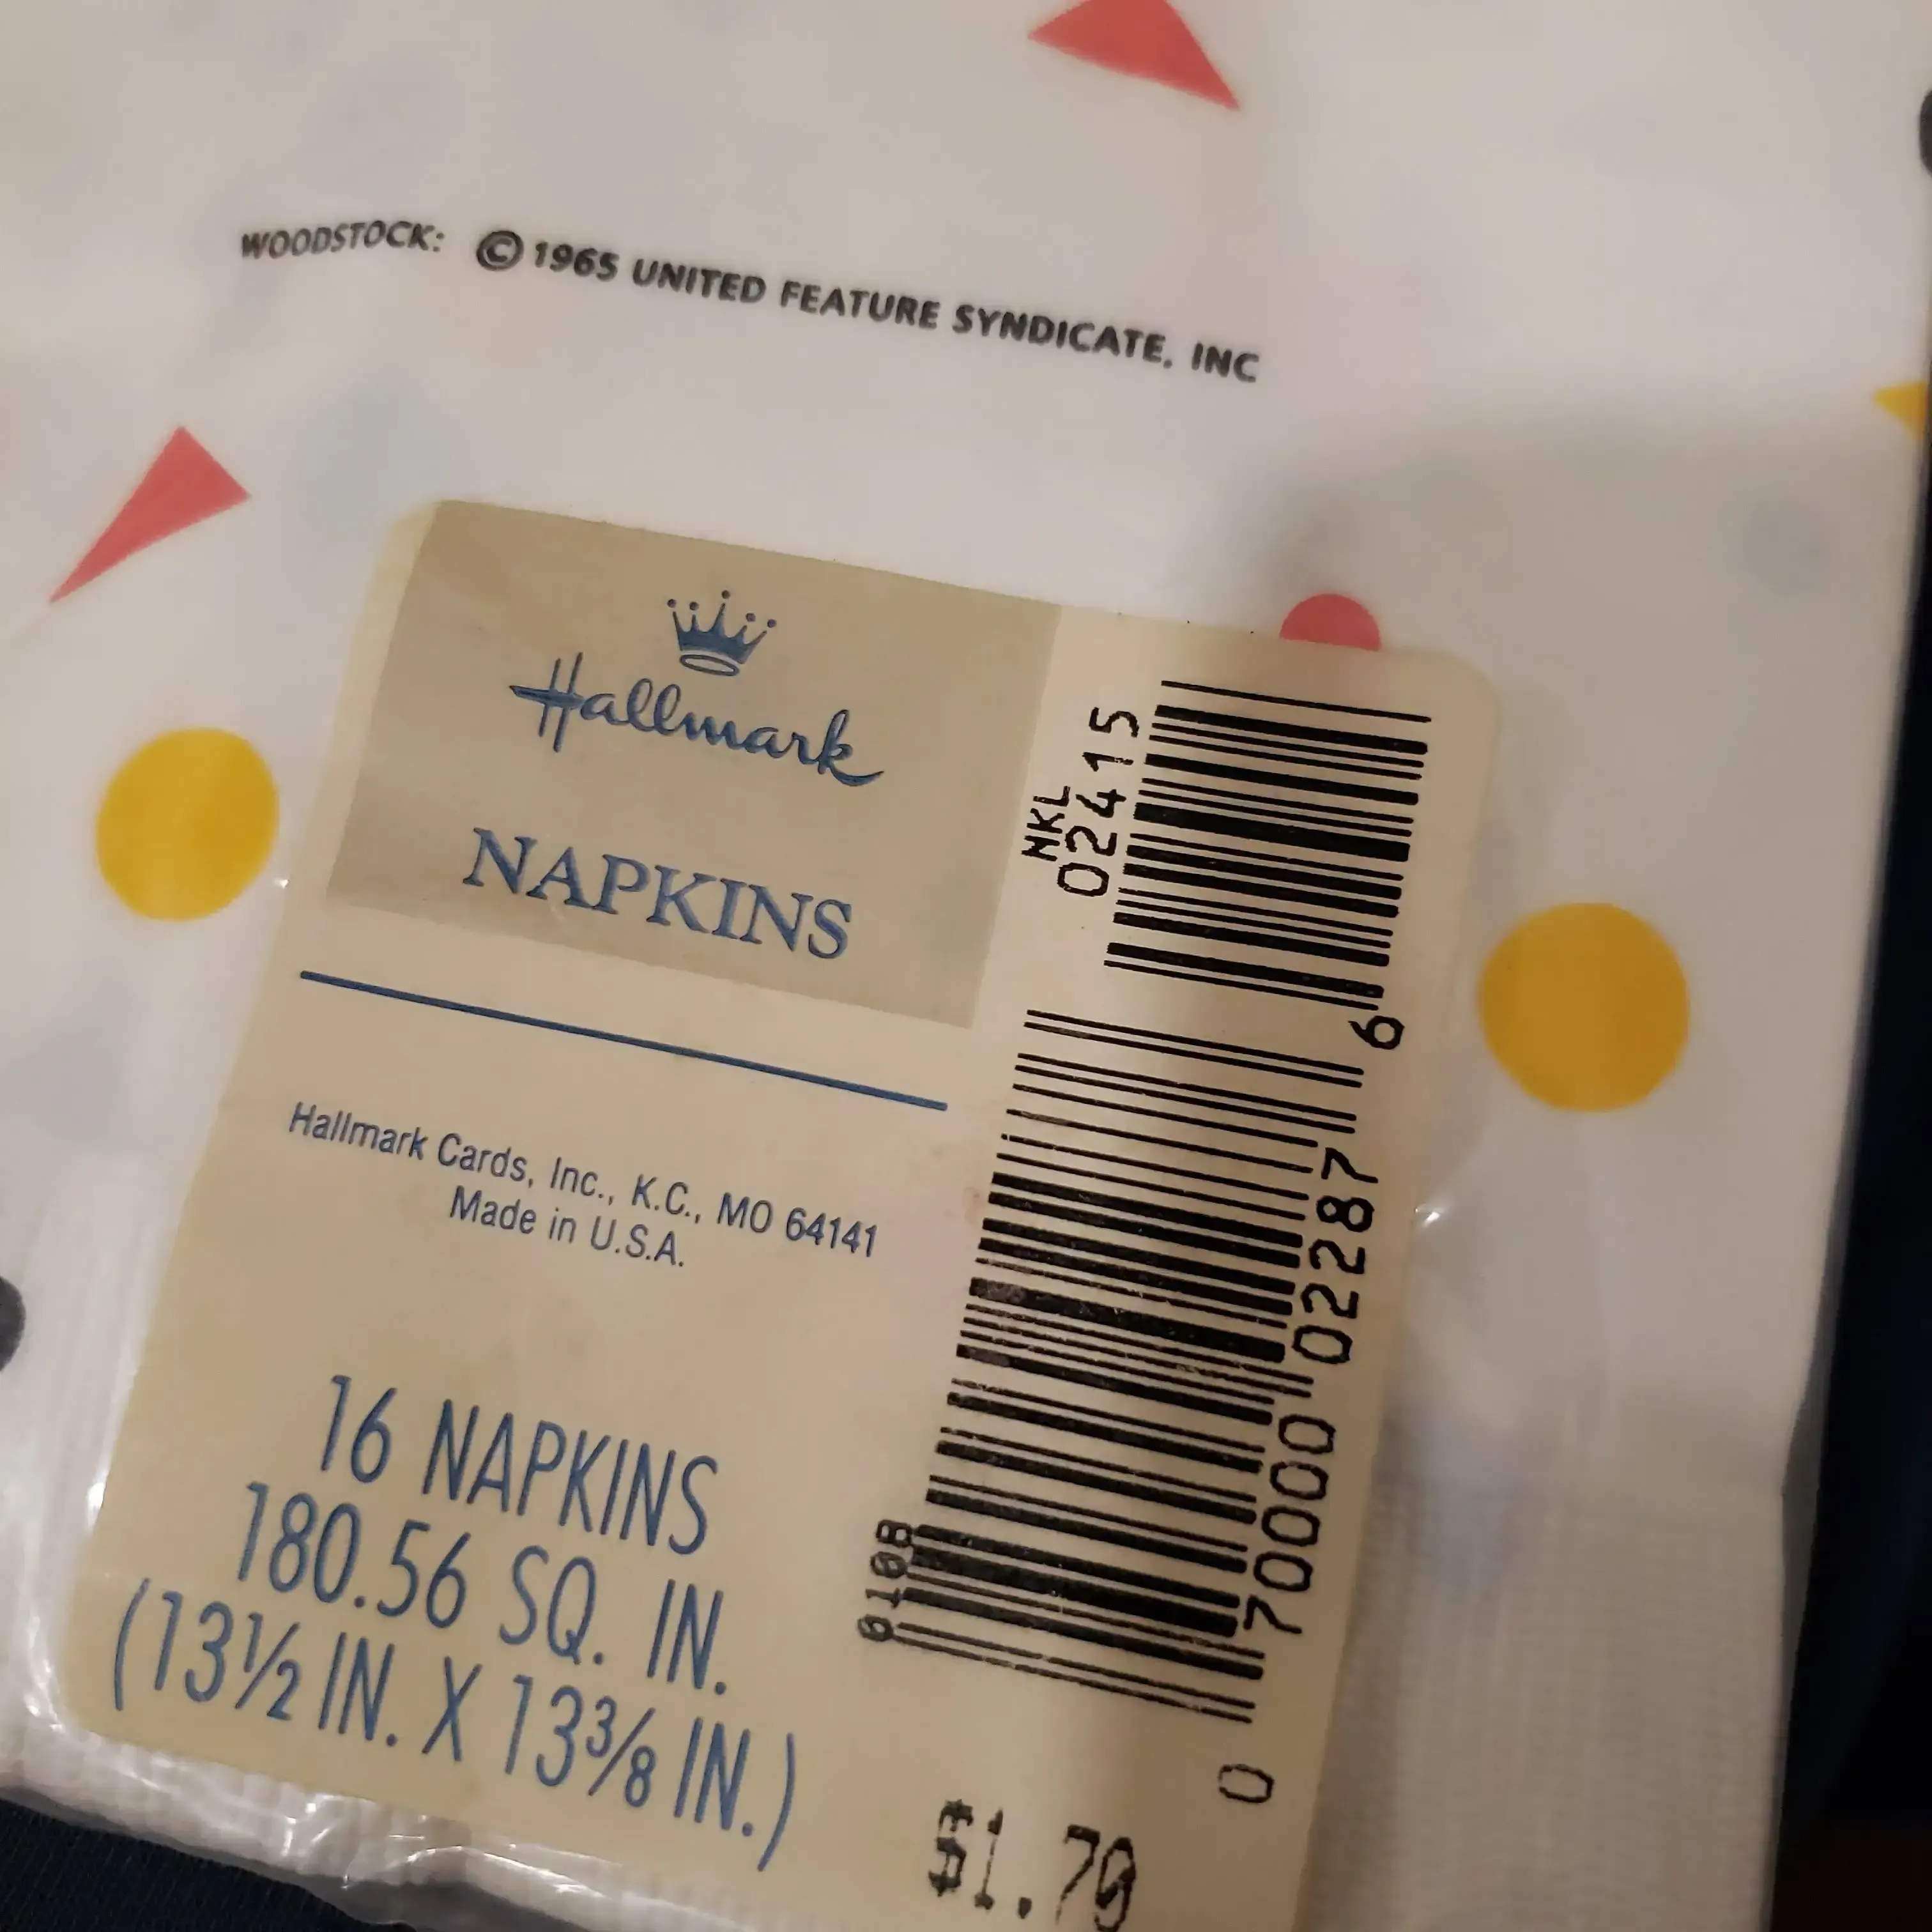 WOODSTOCK: © 1965 UNITED FEATURE SYNDICATE, INC
Hallmark
NAPKINS
Hallmark Cards, Inc., K.C., MO 64141
Made in U.S.A.
16 NAPKINS
180.56 SQ. IN.
(13½ IN. X 13⅜ IN.)
NKL
02415
0 70000 02287 6
0108
$1.70